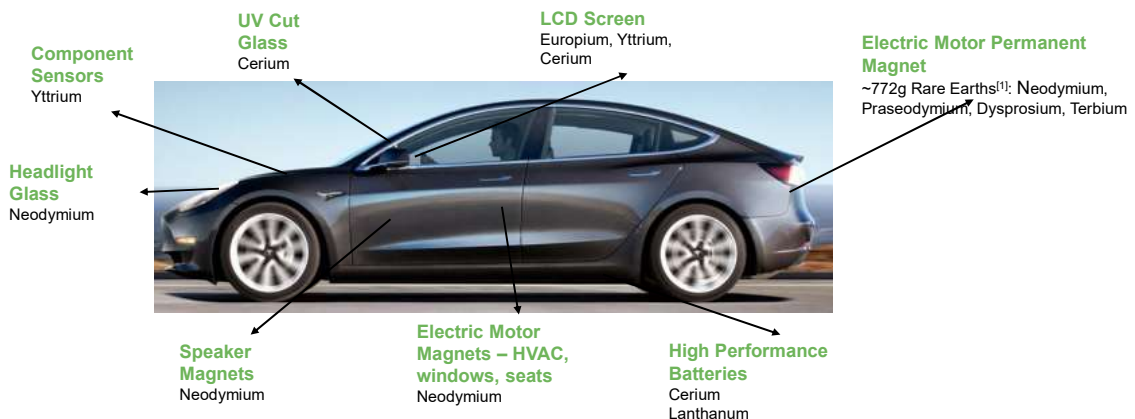 UV Cut
Glass
Cerium
LCD Screen
Europium, Yttrium,
Cerium
Component
Sensors
Yttrium
Electric Motor Permanent
Magnet
~772g Rare Earths[1]: Neodymium,
Praseodymium, Dysprosium, Terbium
Headlight
Glass
Neodymium
Speaker
Magnets
Neodymium
Electric Motor
Magnets – HVAC,
windows, seats
Neodymium
High Performance
Batteries
Cerium
Lanthanum